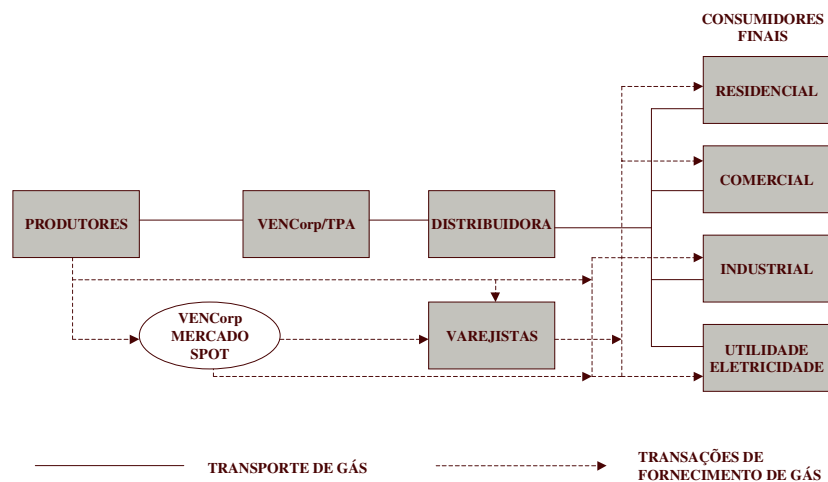 CONSUMIDORES
FINAIS
RESIDENCIAL
COMERCIAL
PRODUTORES
VENCorp/TPA
DISTRIBUIDORA
INDUSTRIAL
VENCorp
MERCADO
SPOT
VAREJISTAS
UTILIDADE
ELETRICIDADE
TRANSPORTE DE GÁS
TRANSAÇÕES DE
FORNECIMENTO DE GÁS